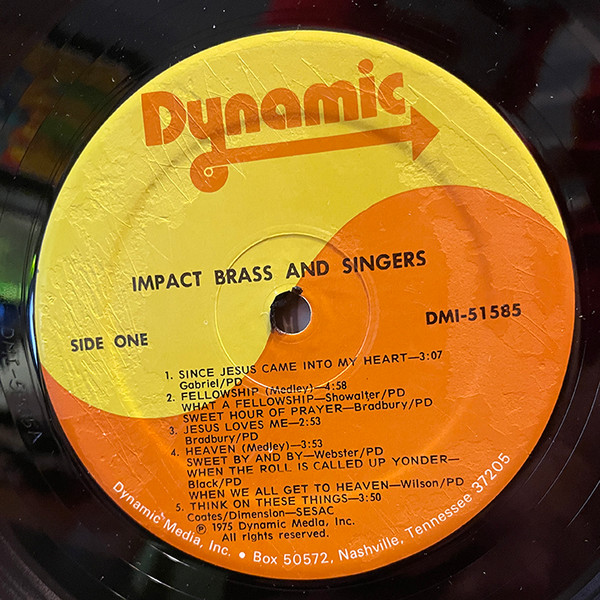 Dynamic
IMPACT BRASS AND SINGERS
DMI-51585
SIDE ONE
1. SINCE JESUS CAME INTO MY HEART—3:07
Gabriel/PD
2. FELLOWSHIP (Medley)—4:58
WHAT A FELLOWSHIP—Showalter/PD
SWEET HOUR OF PRAYER—Bradbury/PD
3. JESUS LOVES ME—2:53
Bradbury/PD
4. HEAVEN (Medley)—3:53
SWEET BY AND BY—Webster/PD
WHEN THE ROLL IS CALLED UP YONDER—
Black/PD
WHEN WE ALL GET TO HEAVEN—Wilson/PD
5. THINK ON THESE THINGS—3:50
Coates/Dimension—SESAC
℗ 1975 Dynamic Media, Inc.
All rights reserved.
Dynamic Media, Inc. • Box 50572, Nashville, Tennessee 37205